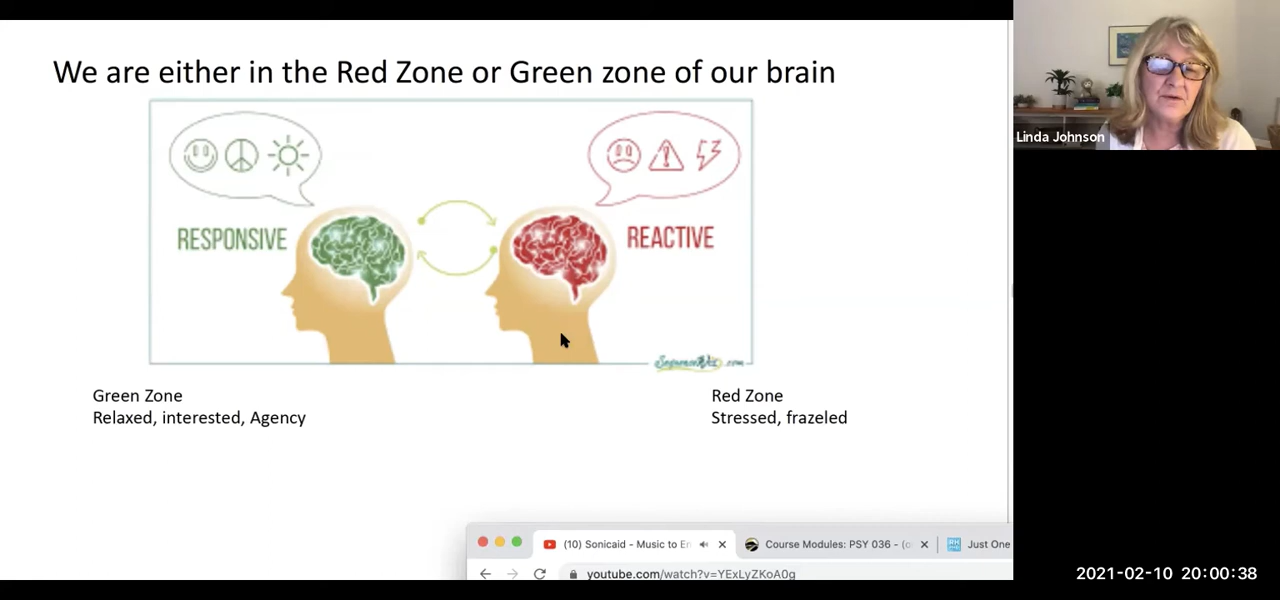 We are either in the Red Zone or Green zone of our brain
RESPONSIVE
REACTIVE
SequenceWiz.com
Green Zone
Relaxed, interested, Agency
Red Zone
Stressed, frazeled
Linda Johnson
(10) Sonicaid - Music to En
Course Modules: PSY 036 - (o
Just One
youtube.com/watch?v=YExLyZKoA0g
2021-02-10 20:00:38